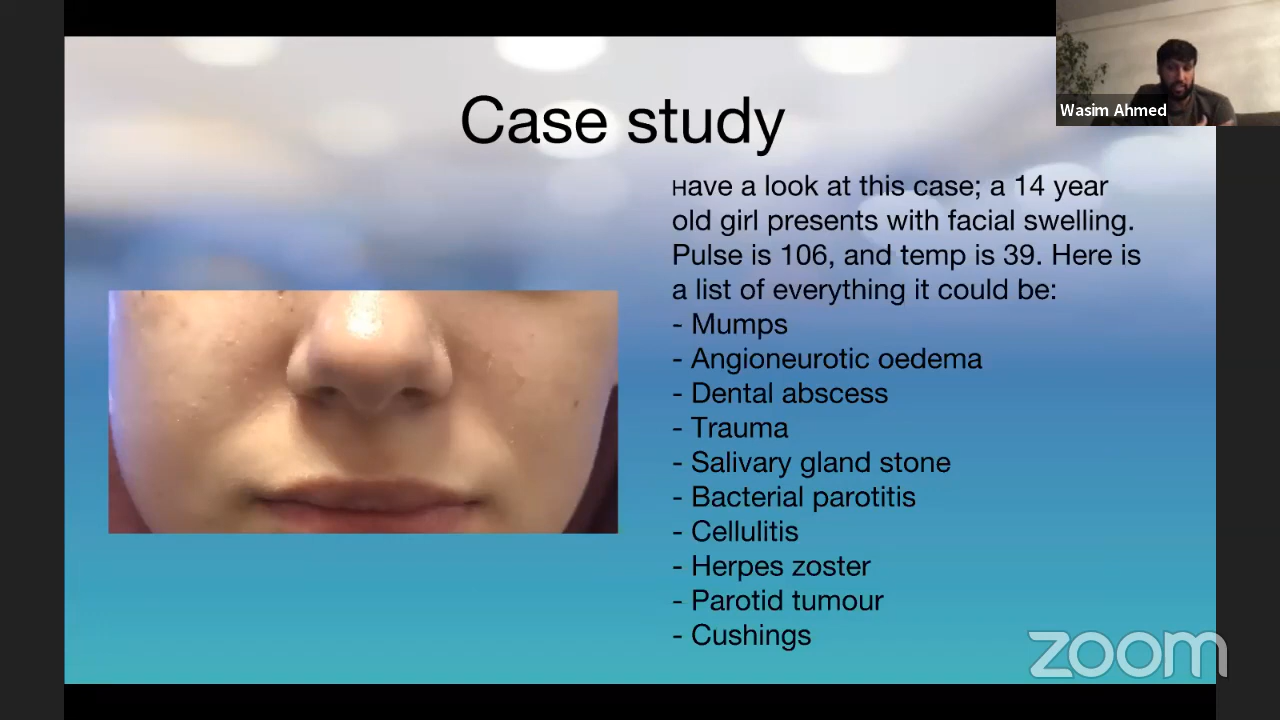 Case study
Wasim Ahmed
Have a look at this case; a 14 year
old girl presents with facial swelling.
Pulse is 106, and temp is 39. Here is
a list of everything it could be:
- Mumps
- Angioneurotic oedema
- Dental abscess
- Trauma
- Salivary gland stone
- Bacterial parotitis
- Cellulitis
- Herpes zoster
- Parotid tumour
- Cushings
zoom